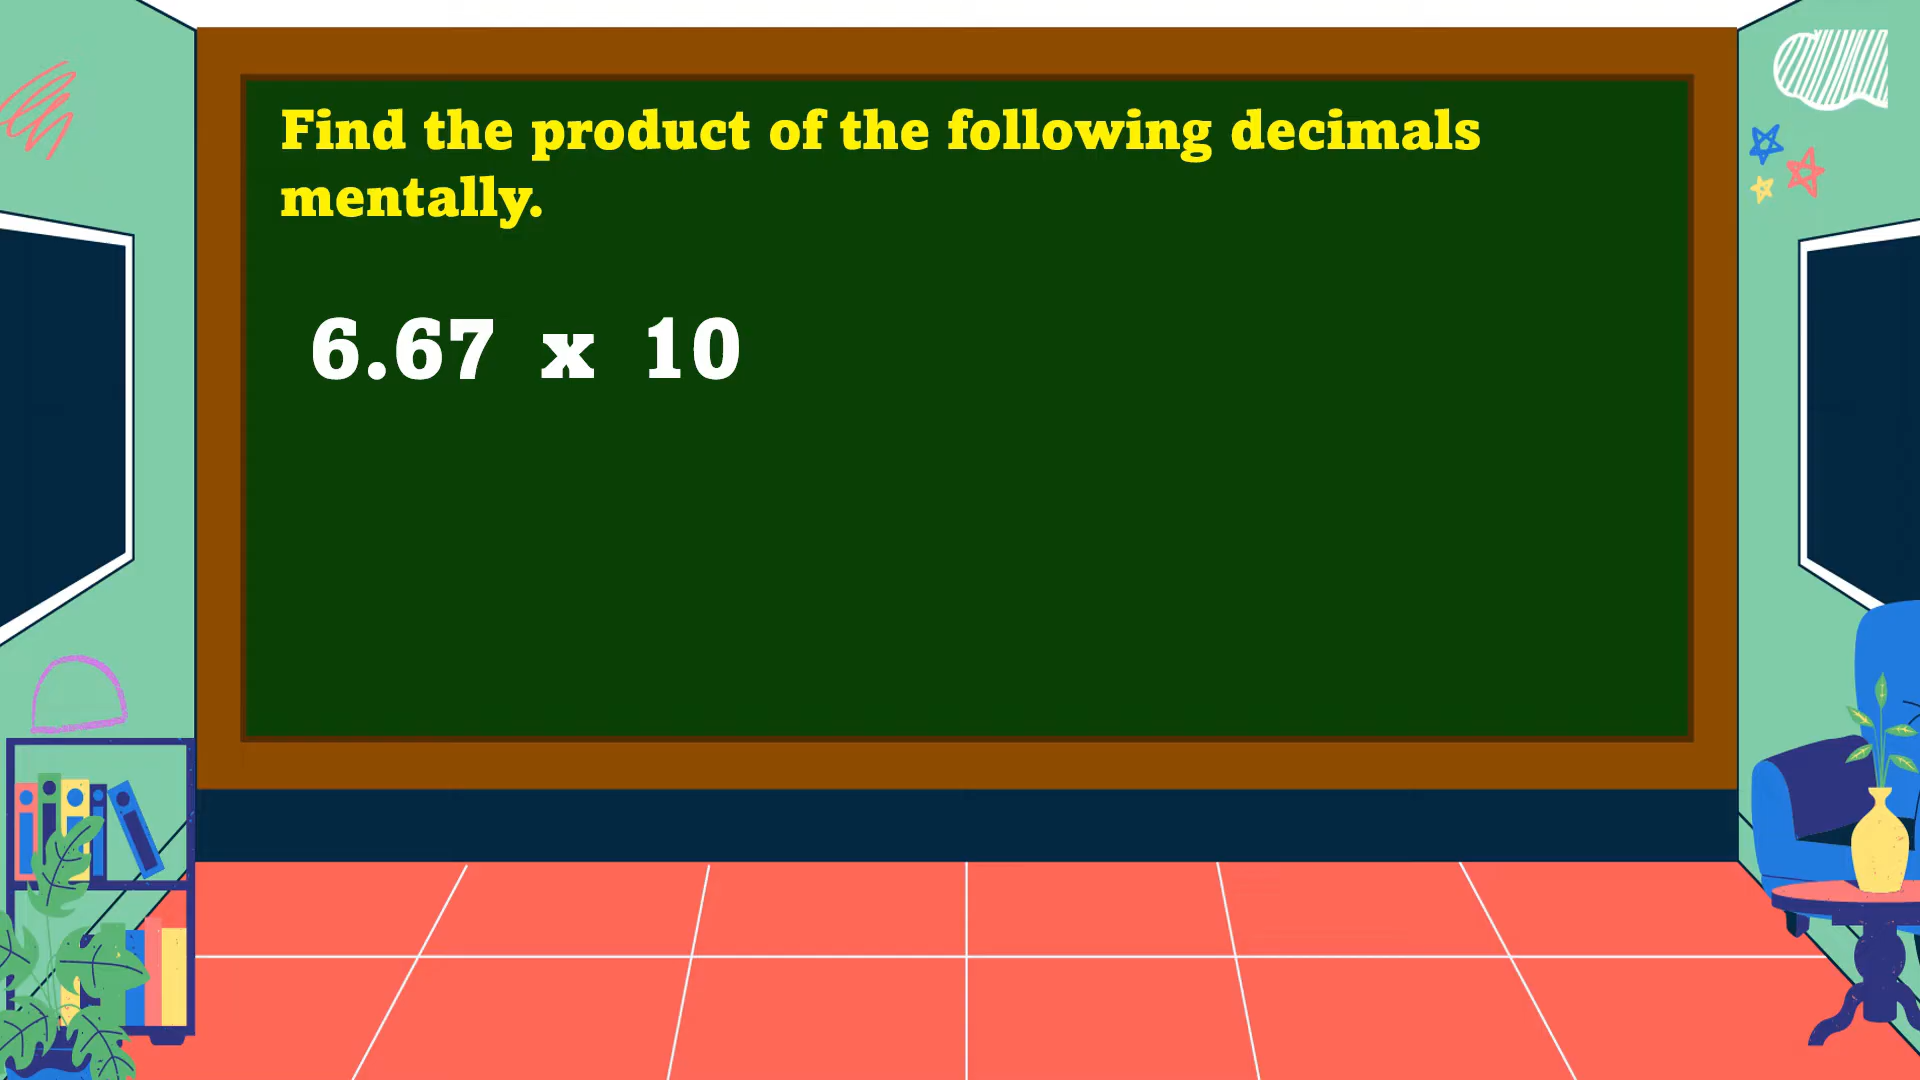 Find the product of the following decimals
mentally.
6.67 x 10